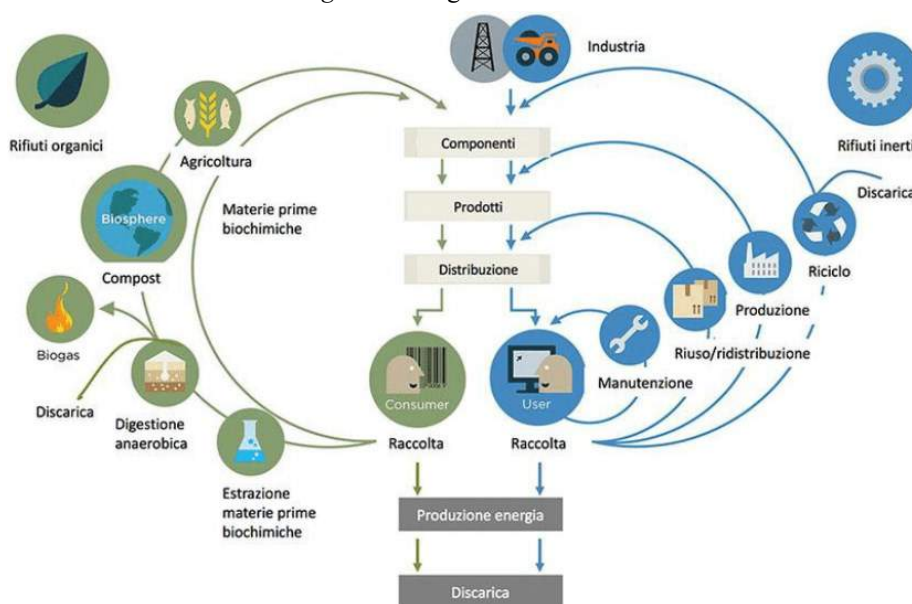 Industria
Rifiuti organici
Rifiuti inerti
Agricoltura
Componenti
Discarica
Materie prime
biochimiche
Prodotti
Biosphere
Compost
Distribuzione
Riciclo
Produzione
Biogas
Riuso/ridistribuzione
Manutenzione
Consumer
User
Discarica
Digestione
anaerobica
Raccolta
Raccolta
Estrazione
materie prime
biochimiche
Produzione energia
Discarica